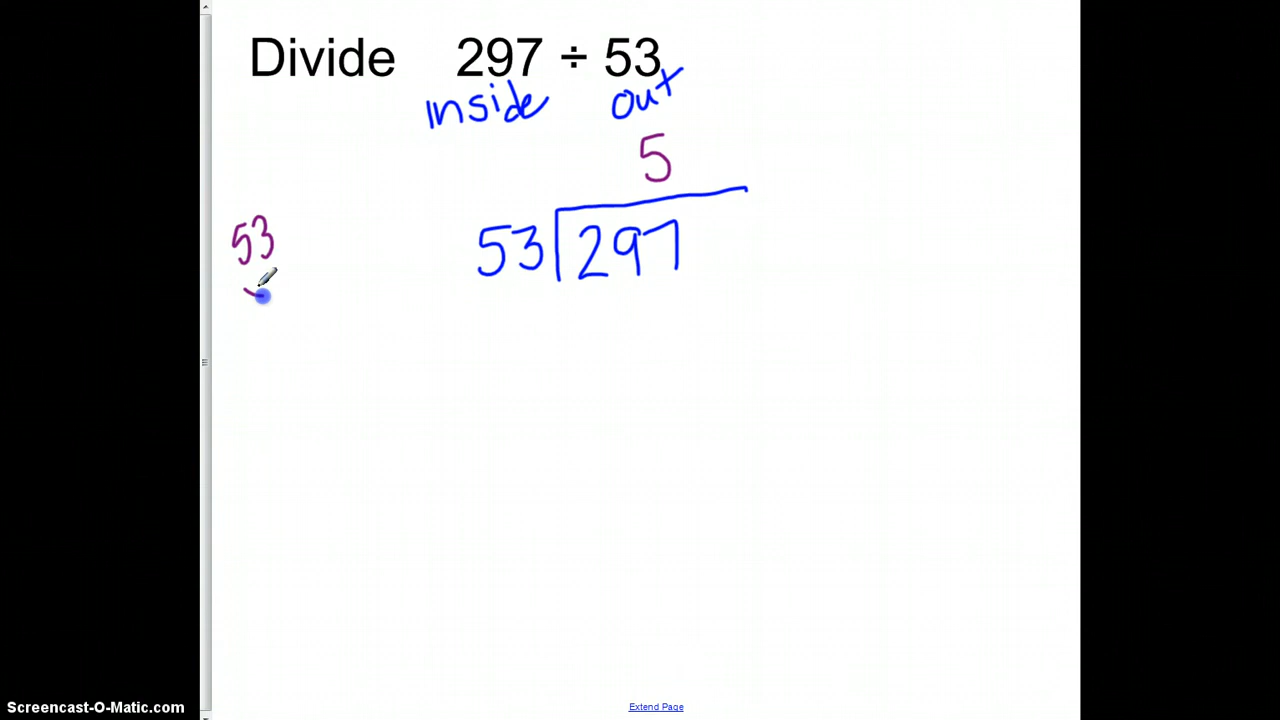 Divide 297 ÷ 53
inside out
5
53
53 297
Extend Page
Screencast-O-Matic.com